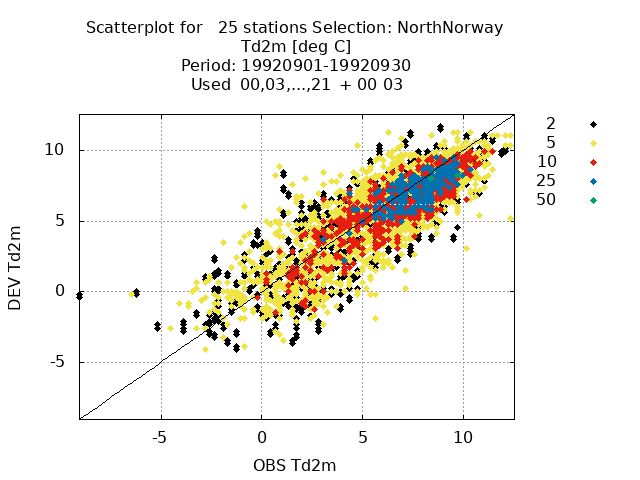 Scatterplot for 25 stations Selection: NorthNorway
Td2m [deg C]
Period: 19920901-19920930
Used 00,03,...,21 + 00 03
2
5
10
25
50
10
5
0
-5
DEV Td2m
-5 0 5 10
OBS Td2m